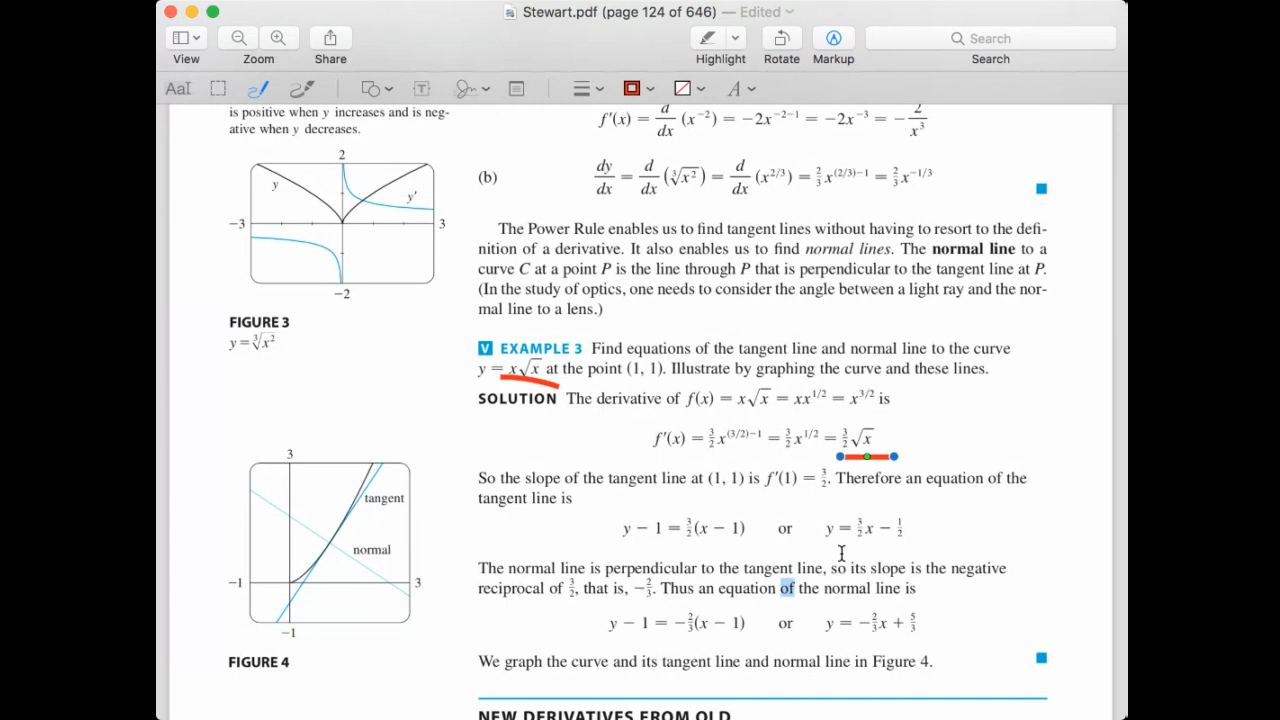 Stewart.pdf (page 124 of 646) — Edited
View
Zoom
Share
Highlight
Rotate
Markup
Search
Search
AaI
T
A
is positive when y increases and is neg-
ative when y decreases.
2
y
y′
−3
3
−2
FIGURE 3
y = ∛x²
3
tangent
normal
−1
3
−1
FIGURE 4
f′(x) = d/dx (x⁻²) = −2x⁻²⁻¹ = −2x⁻³ = − 2/x³
(b) dy/dx = d/dx (∛x²) = d/dx (x^(2/3)) = 2/3 x^((2/3)−1) = 2/3 x^(−1/3)
The Power Rule enables us to find tangent lines without having to resort to the defi-
nition of a derivative. It also enables us to find normal lines. The normal line to a
curve C at a point P is the line through P that is perpendicular to the tangent line at P.
(In the study of optics, one needs to consider the angle between a light ray and the nor-
mal line to a lens.)
V EXAMPLE 3 Find equations of the tangent line and normal line to the curve
y = x√x at the point (1, 1). Illustrate by graphing the curve and these lines.
SOLUTION The derivative of f(x) = x√x = xx^(1/2) = x^(3/2) is
f′(x) = 3/2 x^((3/2)−1) = 3/2 x^(1/2) = 3/2 √x
So the slope of the tangent line at (1, 1) is f′(1) = 3/2. Therefore an equation of the
tangent line is
y − 1 = 3/2(x − 1) or y = 3/2 x − 1/2
The normal line is perpendicular to the tangent line, so its slope is the negative
reciprocal of 3/2, that is, −2/3. Thus an equation of the normal line is
y − 1 = −2/3(x − 1) or y = −2/3 x + 5/3
We graph the curve and its tangent line and normal line in Figure 4.
NEW DERIVATIVES FROM OLD